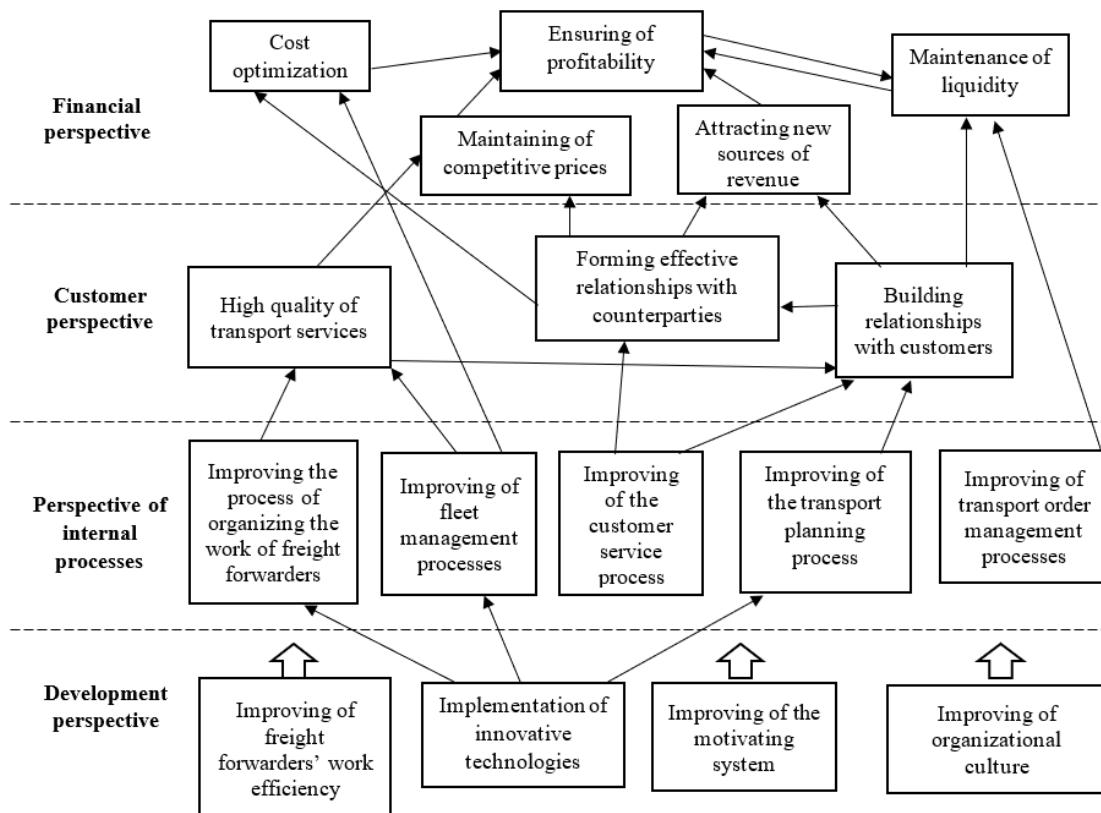 Cost
optimization
Ensuring of
profitability
Maintenance of
liquidity
Financial
perspective
Maintaining of
competitive prices
Attracting new
sources of
revenue
Customer
perspective
High quality of
transport services
Forming effective
relationships with
counterparties
Building
relationships
with customers
Perspective of
internal
processes
Improving the
process of
organizing the
work of freight
forwarders
Improving of
fleet
management
processes
Improving
of the
customer
service
process
Improving of
the transport
planning
process
Improving of
transport order
management
processes
Development
perspective
Improving of
freight
forwarders’ work
efficiency
Implementation of
innovative
technologies
Improving of the
motivating
system
Improving of
organizational
culture